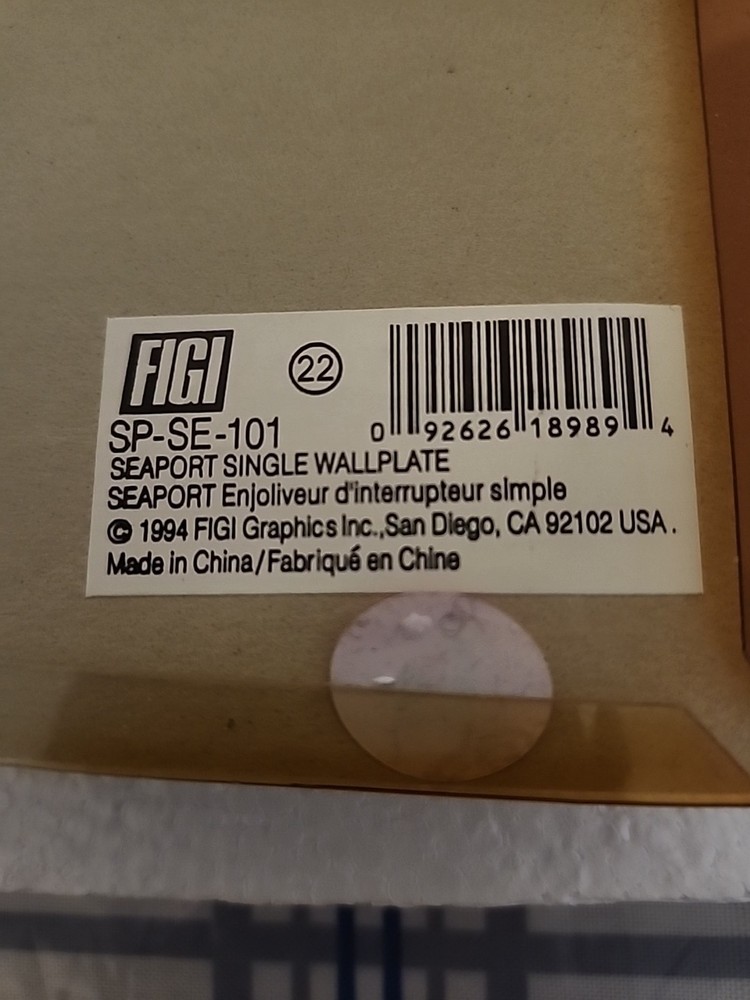 FIGI
22
SP-SE-101
0 92626 18989 4
SEAPORT SINGLE WALLPLATE
SEAPORT Enjoliveur d'interrupteur simple
© 1994 FIGI Graphics Inc.,San Diego, CA 92102 USA.
Made in China/Fabriqué en Chine